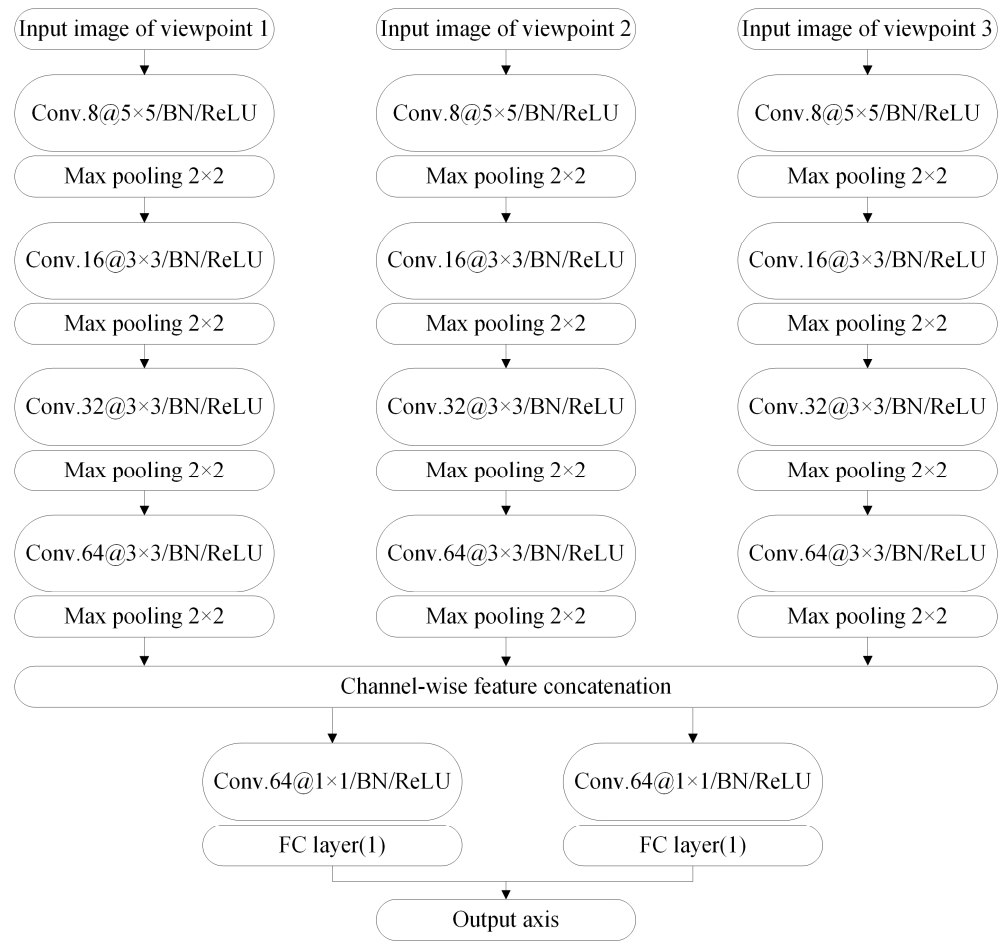 Input image of viewpoint 1
Input image of viewpoint 2
Input image of viewpoint 3
Conv.8@5×5/BN/ReLU
Conv.8@5×5/BN/ReLU
Conv.8@5×5/BN/ReLU
Max pooling 2×2
Max pooling 2×2
Max pooling 2×2
Conv.16@3×3/BN/ReLU
Conv.16@3×3/BN/ReLU
Conv.16@3×3/BN/ReLU
Max pooling 2×2
Max pooling 2×2
Max pooling 2×2
Conv.32@3×3/BN/ReLU
Conv.32@3×3/BN/ReLU
Conv.32@3×3/BN/ReLU
Max pooling 2×2
Max pooling 2×2
Max pooling 2×2
Conv.64@3×3/BN/ReLU
Conv.64@3×3/BN/ReLU
Conv.64@3×3/BN/ReLU
Max pooling 2×2
Max pooling 2×2
Max pooling 2×2
Channel-wise feature concatenation
Conv.64@1×1/BN/ReLU
Conv.64@1×1/BN/ReLU
FC layer(1)
FC layer(1)
Output axis